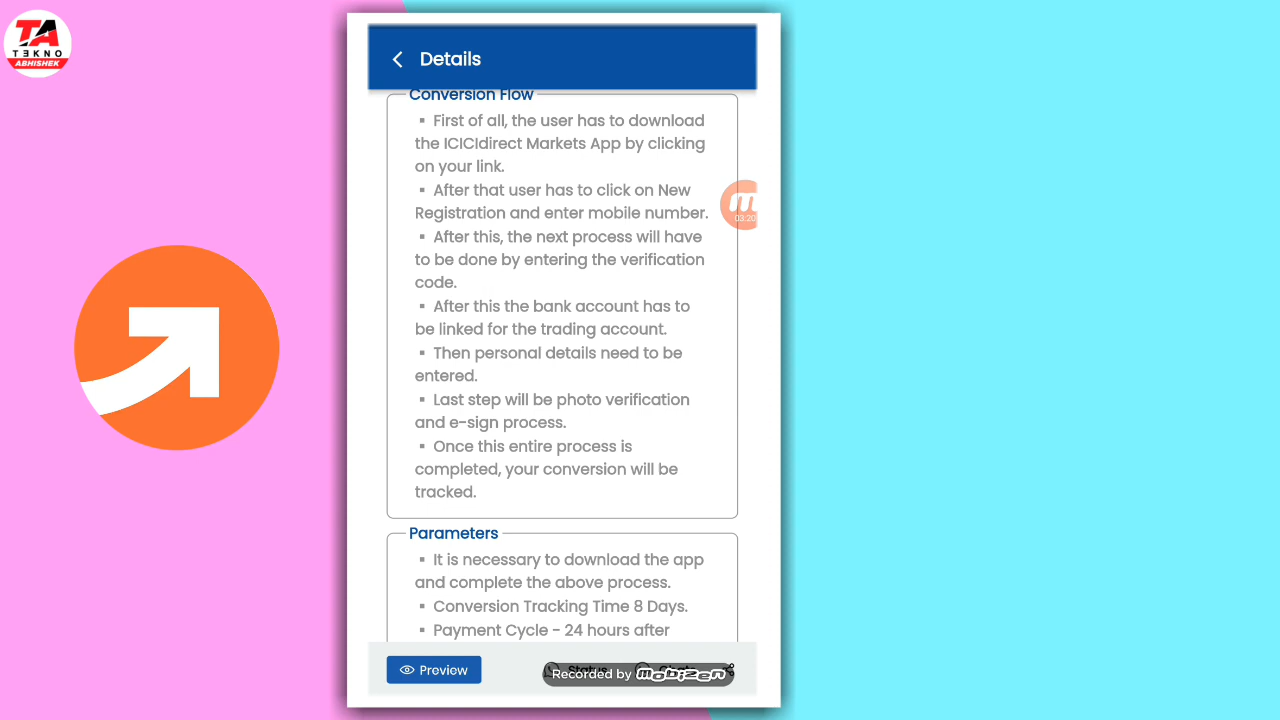 TA
TEKNO
ABHISHEK
Details
Conversion Flow
▪ First of all, the user has to download
the ICICIdirect Markets App by clicking
on your link.
▪ After that user has to click on New
Registration and enter mobile number.
▪ After this, the next process will have
to be done by entering the verification
code.
▪ After this the bank account has to
be linked for the trading account.
▪ Then personal details need to be
entered.
▪ Last step will be photo verification
and e-sign process.
▪ Once this entire process is
completed, your conversion will be
tracked.
03:20
Parameters
▪ It is necessary to download the app
and complete the above process.
▪ Conversion Tracking Time 8 Days.
▪ Payment Cycle - 24 hours after
Preview
Status
Recorded by mobizen